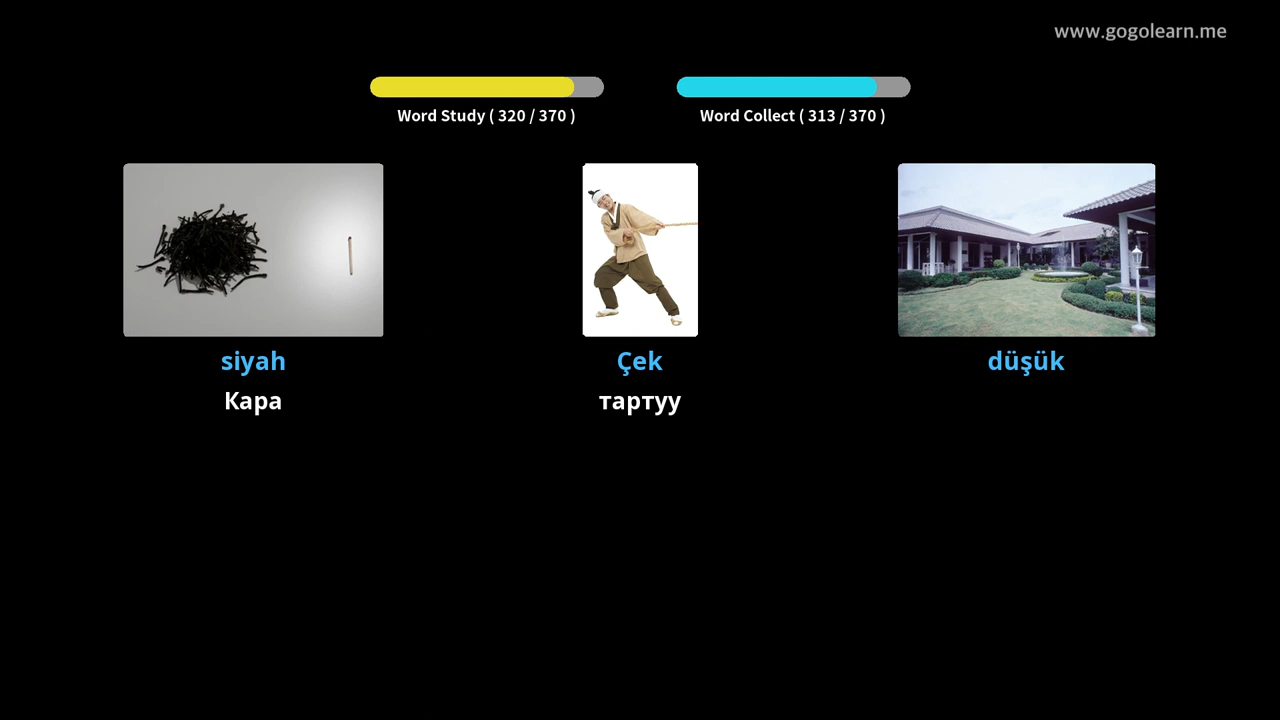 www.gogolearn.me
Word Study ( 320 / 370 )
Word Collect ( 313 / 370 )
siyah
Çek
düşük
Кара
тартуу